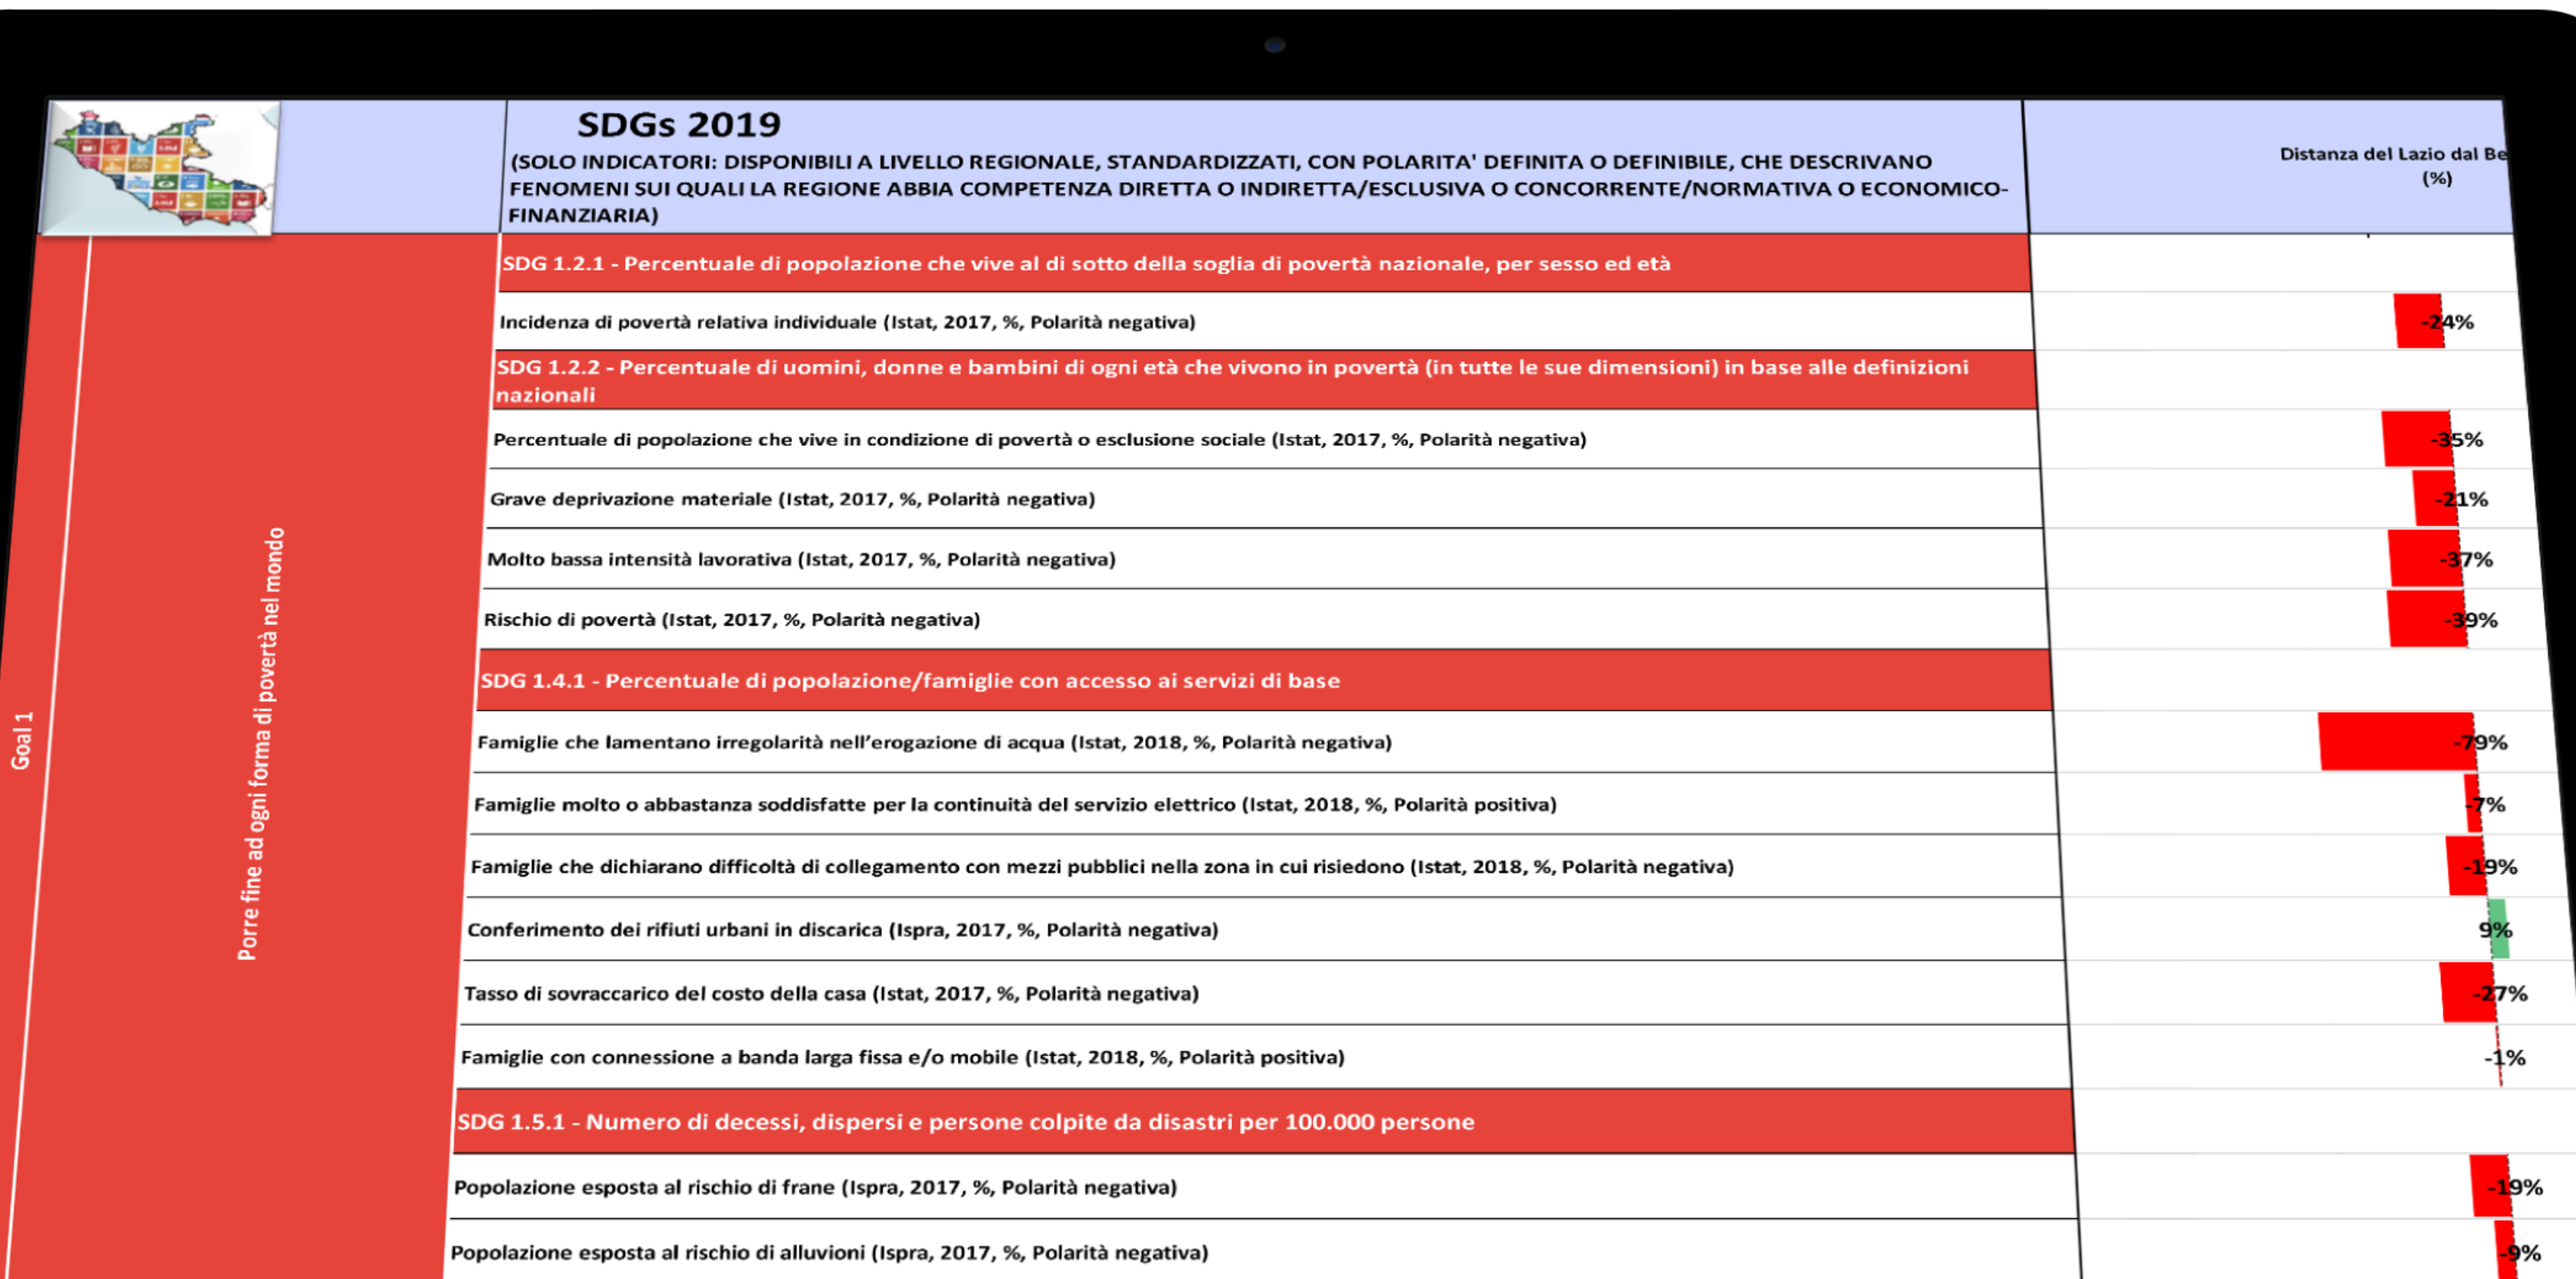 SDGs 2019
(SOLO INDICATORI: DISPONIBILI A LIVELLO REGIONALE, STANDARDIZZATI, CON POLARITA' DEFINITA O DEFINIBILE, CHE DESCRIVANO
FENOMENI SUI QUALI LA REGIONE ABBIA COMPETENZA DIRETTA O INDIRETTA/ESCLUSIVA O CONCORRENTE/NORMATIVA O ECONOMICO-
FINANZIARIA)
Distanza del Lazio dal Be
(%)
Goal 1
Porre fine ad ogni forma di povertà nel mondo
SDG 1.2.1 - Percentuale di popolazione che vive al di sotto della soglia di povertà nazionale, per sesso ed età
Incidenza di povertà relativa individuale (Istat, 2017, %, Polarità negativa)
-24%
SDG 1.2.2 - Percentuale di uomini, donne e bambini di ogni età che vivono in povertà (in tutte le sue dimensioni) in base alle definizioni
nazionali
Percentuale di popolazione che vive in condizione di povertà o esclusione sociale (Istat, 2017, %, Polarità negativa)
-35%
Grave deprivazione materiale (Istat, 2017, %, Polarità negativa)
-21%
Molto bassa intensità lavorativa (Istat, 2017, %, Polarità negativa)
-37%
Rischio di povertà (Istat, 2017, %, Polarità negativa)
-39%
SDG 1.4.1 - Percentuale di popolazione/famiglie con accesso ai servizi di base
Famiglie che lamentano irregolarità nell’erogazione di acqua (Istat, 2018, %, Polarità negativa)
-79%
Famiglie molto o abbastanza soddisfatte per la continuità del servizio elettrico (Istat, 2018, %, Polarità positiva)
-7%
Famiglie che dichiarano difficoltà di collegamento con mezzi pubblici nella zona in cui risiedono (Istat, 2018, %, Polarità negativa)
-19%
Conferimento dei rifiuti urbani in discarica (Ispra, 2017, %, Polarità negativa)
9%
Tasso di sovraccarico del costo della casa (Istat, 2017, %, Polarità negativa)
-27%
Famiglie con connessione a banda larga fissa e/o mobile (Istat, 2018, %, Polarità positiva)
-1%
SDG 1.5.1 - Numero di decessi, dispersi e persone colpite da disastri per 100.000 persone
Popolazione esposta al rischio di frane (Ispra, 2017, %, Polarità negativa)
-19%
Popolazione esposta al rischio di alluvioni (Ispra, 2017, %, Polarità negativa)
-9%